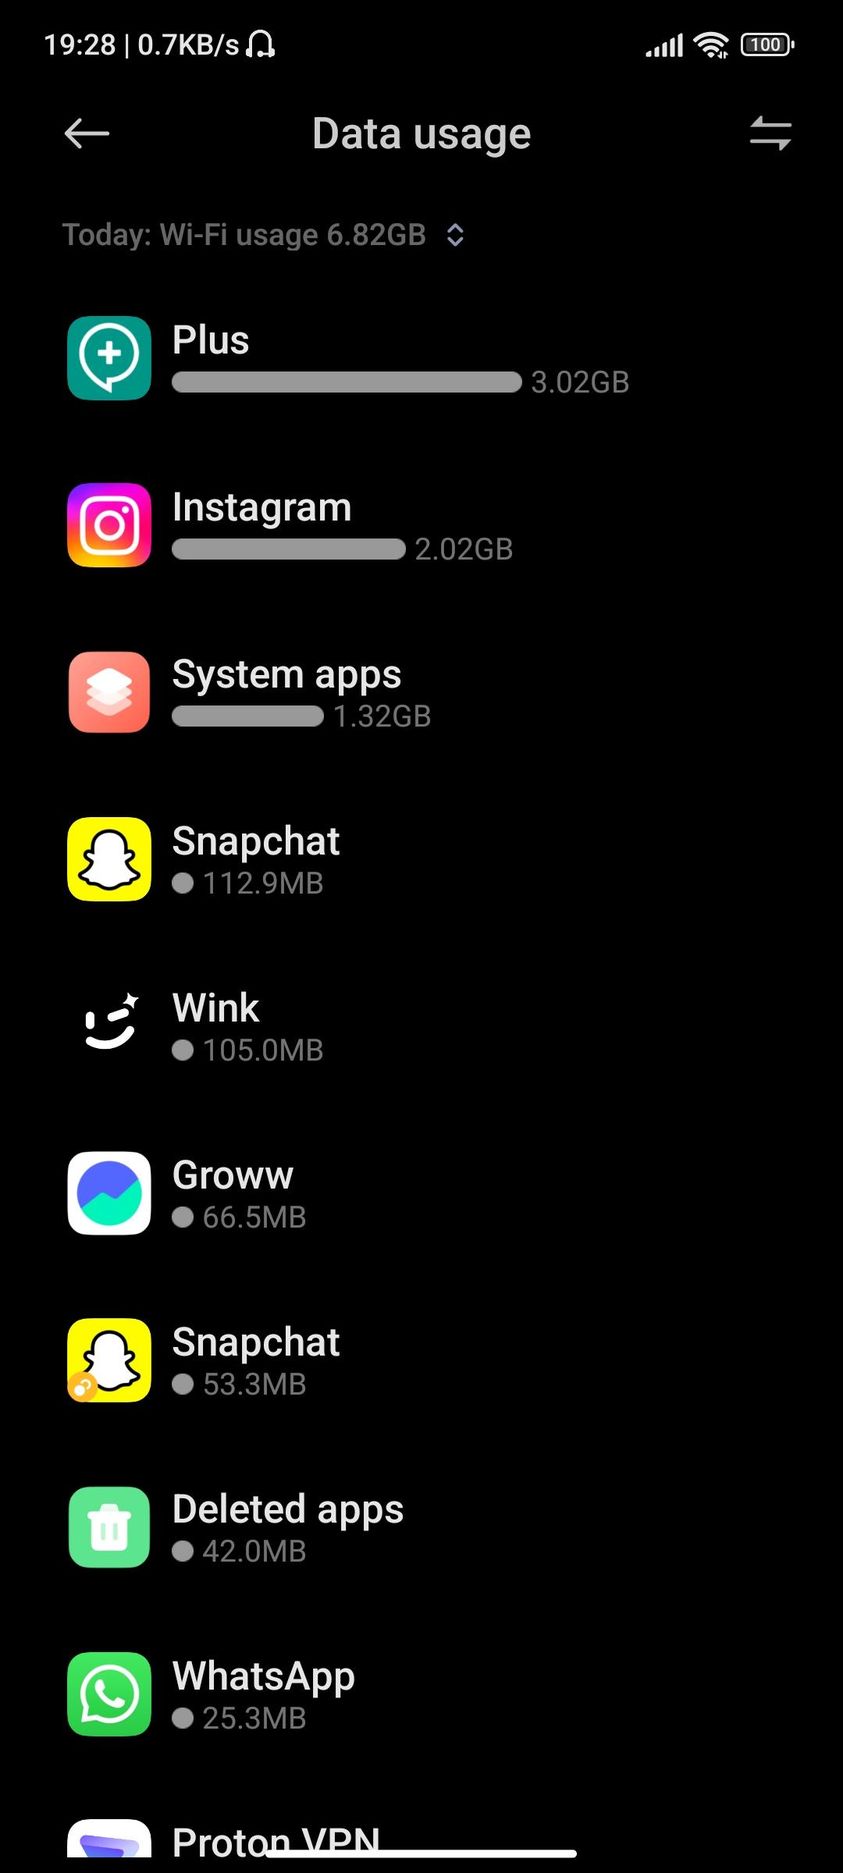 19:28 | 0.7KB/s
100
Data usage
Today: Wi-Fi usage 6.82GB
Plus
3.02GB
Instagram
2.02GB
System apps
1.32GB
Snapchat
112.9MB
Wink
105.0MB
Groww
66.5MB
Snapchat
53.3MB
Deleted apps
42.0MB
WhatsApp
25.3MB
Proton VPN